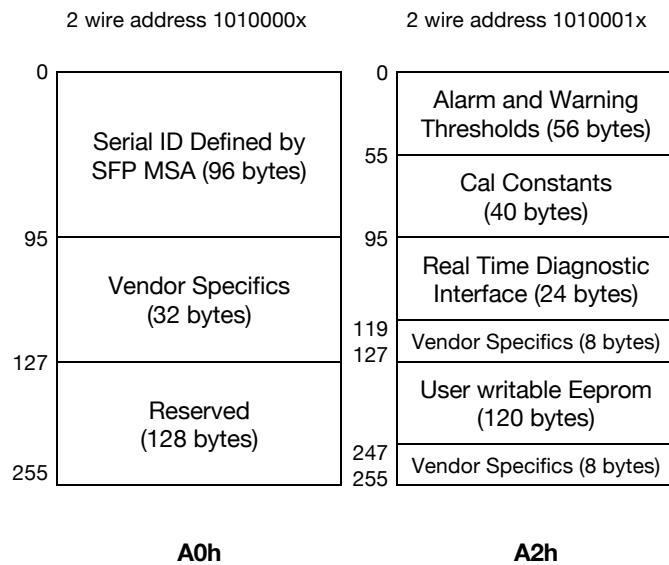 2 wire address 1010000x
0
Serial ID Defined by
SFP MSA (96 bytes)
95
Vendor Specifics
(32 bytes)
127
Reserved
(128 bytes)
255
A0h
2 wire address 1010001x
0
Alarm and Warning
Thresholds (56 bytes)
55
Cal Constants
(40 bytes)
95
Real Time Diagnostic
Interface (24 bytes)
119
Vendor Specifics (8 bytes)
127
User writable Eeprom
(120 bytes)
247
Vendor Specifics (8 bytes)
255
A2h